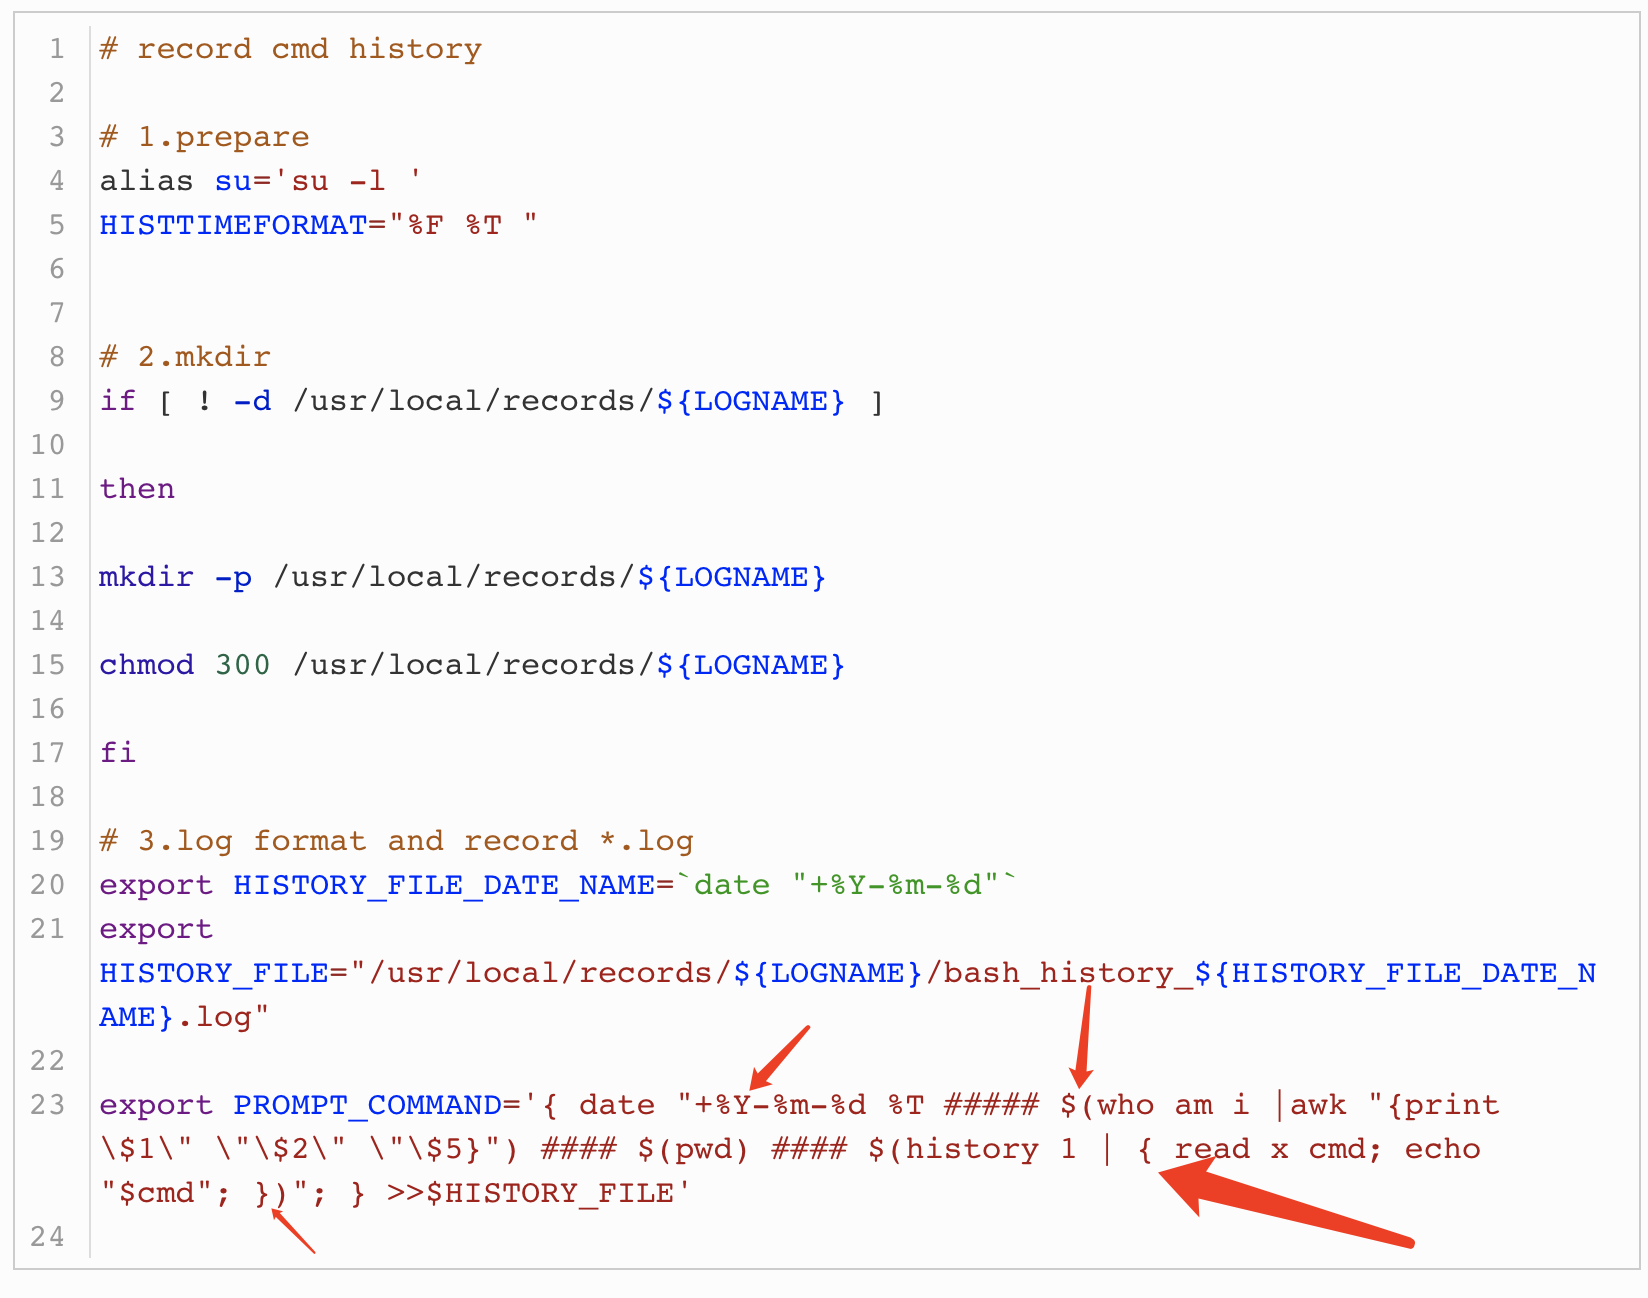 1 # record cmd history
2
3 # 1.prepare
4 alias su='su -l '
5 HISTTIMEFORMAT="%F %T "
6
7
8 # 2.mkdir
9 if [ ! -d /usr/local/records/${LOGNAME} ]
10
11 then
12
13 mkdir -p /usr/local/records/${LOGNAME}
14
15 chmod 300 /usr/local/records/${LOGNAME}
16
17 fi
18
19 # 3.log format and record *.log
20 export HISTORY_FILE_DATE_NAME=`date "+%Y-%m-%d"`
21 export
HISTORY_FILE="/usr/local/records/${LOGNAME}/bash_history_${HISTORY_FILE_DATE_N
AME}.log"
22
23 export PROMPT_COMMAND='{ date "+%Y-%m-%d %T ##### $(who am i |awk "{print
\$1\" \"\$2\" \"\$5}") #### $(pwd) #### $(history 1 | { read x cmd; echo
"$cmd"; })"; } >>$HISTORY_FILE'
24